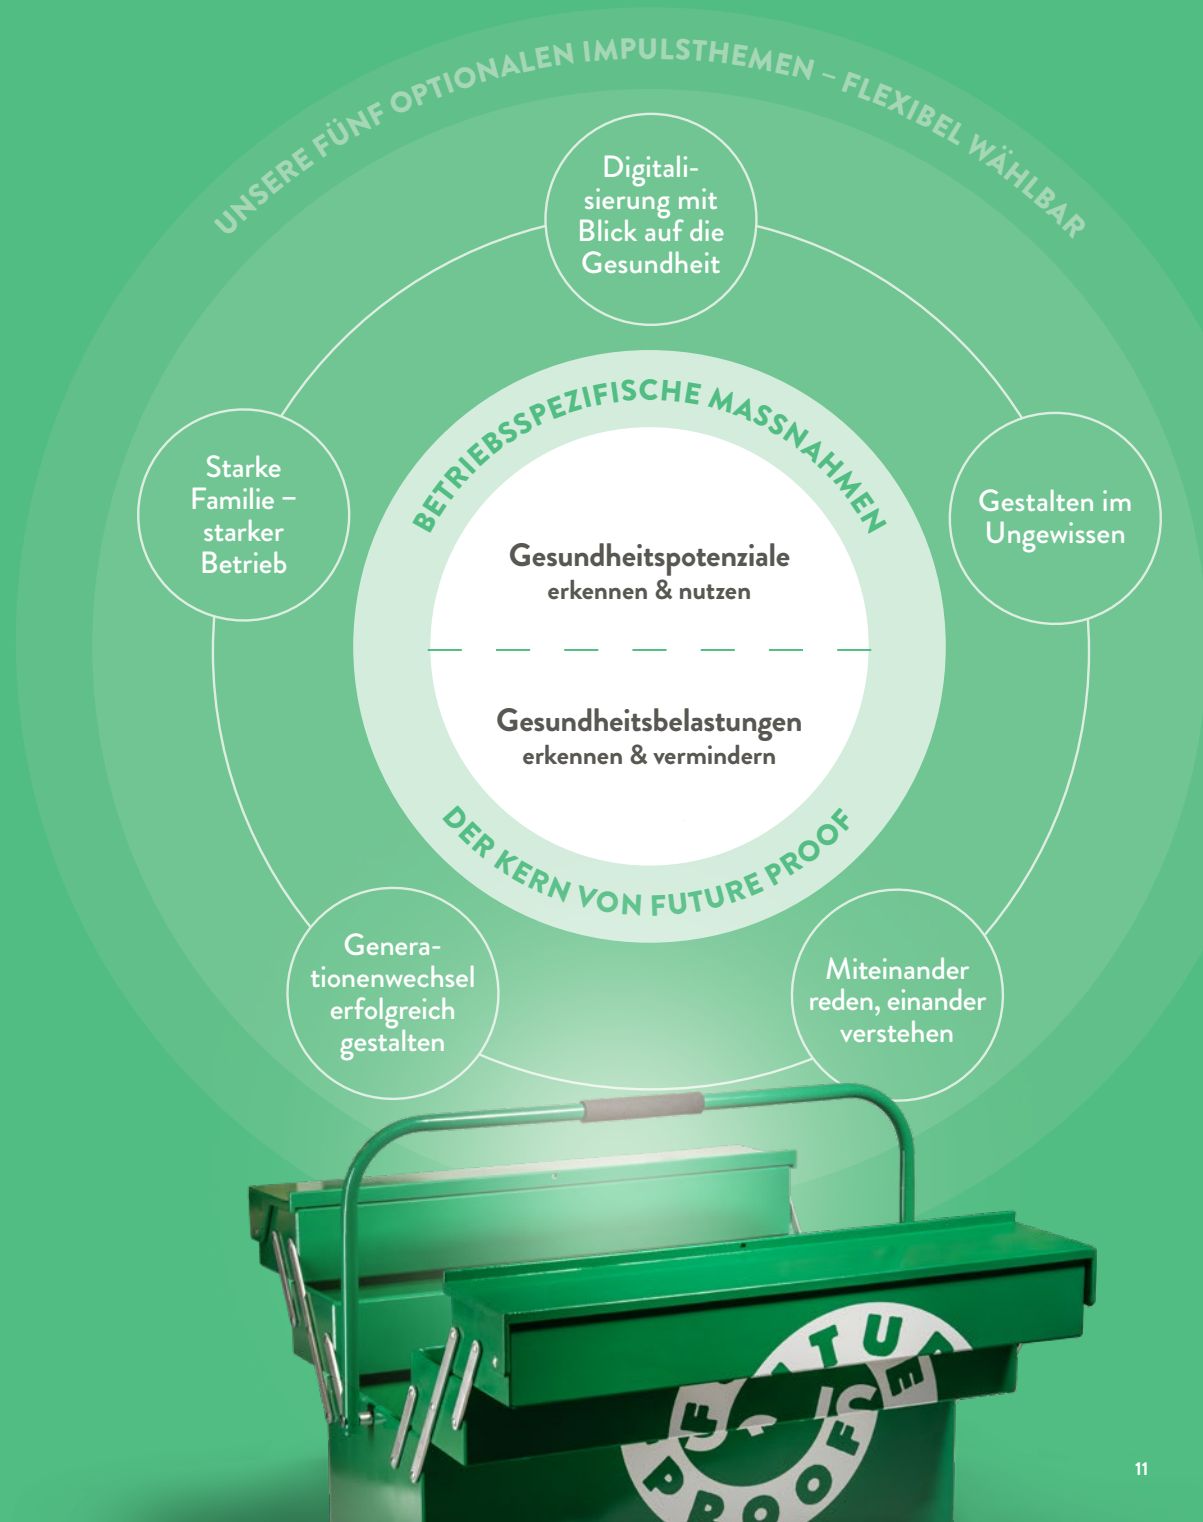 UNSERE FÜNF OPTIONALEN IMPULSTHEMEN – FLEXIBEL WÄHLBAR
Digitali-
sierung mit
Blick auf die
Gesundheit
Starke
Familie –
starker
Betrieb
Gestalten im
Ungewissen
BETRIEBSSPEZIFISCHE MASSNAHMEN
Gesundheitspotenziale
erkennen & nutzen
Gesundheitsbelastungen
erkennen & vermindern
DER KERN VON FUTURE PROOF
Genera-
tionenwechsel
erfolgreich
gestalten
Miteinander
reden, einander
verstehen
PROOF
11